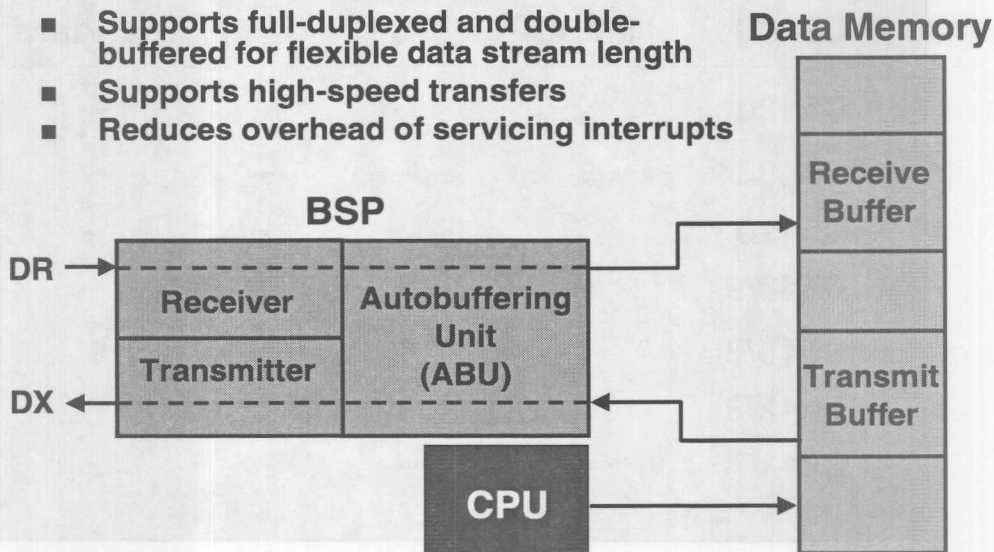 ■ Supports full-duplexed and double-
buffered for flexible data stream length
■ Supports high-speed transfers
■ Reduces overhead of servicing interrupts
Data Memory
Receive
Buffer
BSP
DR
Receiver
Autobuffering
Unit
(ABU)
Transmitter
DX
Transmit
Buffer
CPU